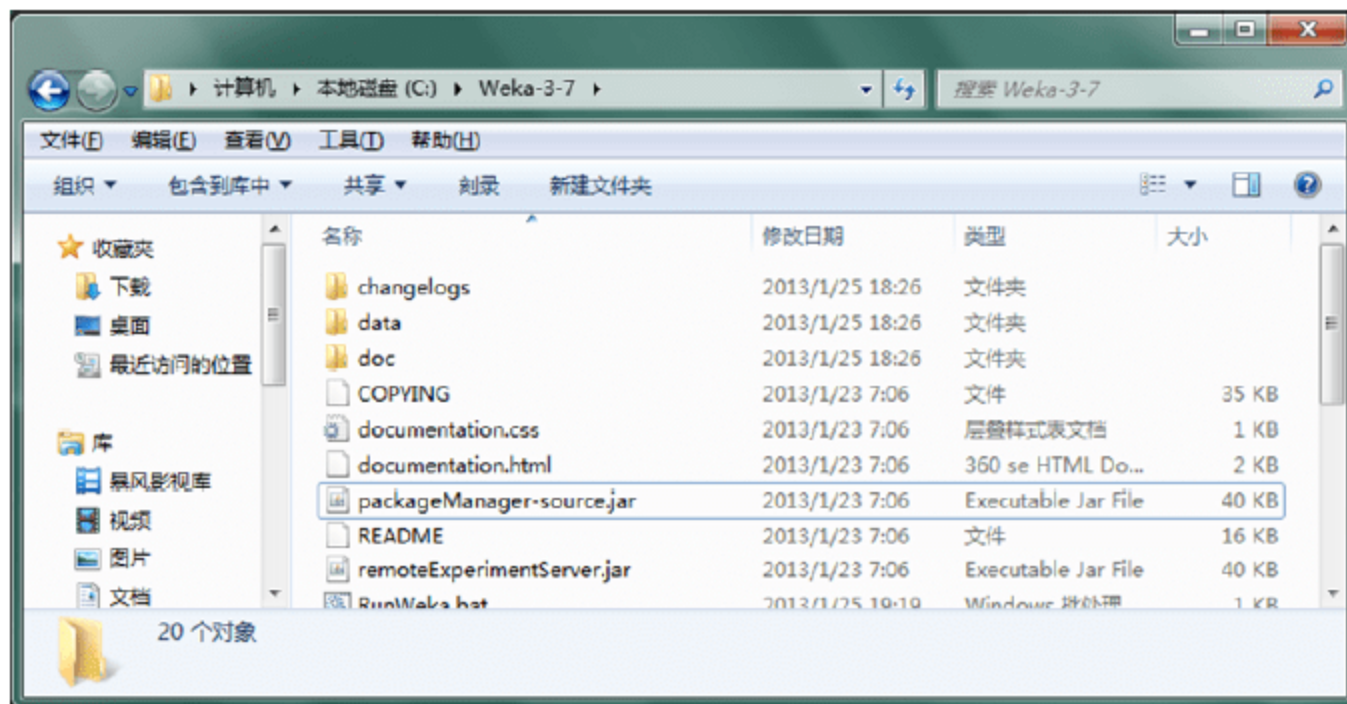 计算机 本地磁盘 (C:) Weka-3-7 搜索 Weka-3-7
文件(F) 编辑(E) 查看(V) 工具(T) 帮助(H)
组织 包含到库中 共享 刻录 新建文件夹
收藏夹
下载
桌面
最近访问的位置
库
暴风影视库
视频
图片
文档
名称 修改日期 类型 大小
changelogs 2013/1/25 18:26 文件夹
data 2013/1/25 18:26 文件夹
doc 2013/1/25 18:26 文件夹
COPYING 2013/1/23 7:06 文件 35 KB
documentation.css 2013/1/23 7:06 层叠样式表文档 1 KB
documentation.html 2013/1/23 7:06 360 se HTML Do... 2 KB
packageManager-source.jar 2013/1/23 7:06 Executable Jar File 40 KB
README 2013/1/23 7:06 文件 16 KB
remoteExperimentServer.jar 2013/1/23 7:06 Executable Jar File 40 KB
RunWeka.bat 2013/1/25 19:19 Windows 批处理 1 KB
20 个对象